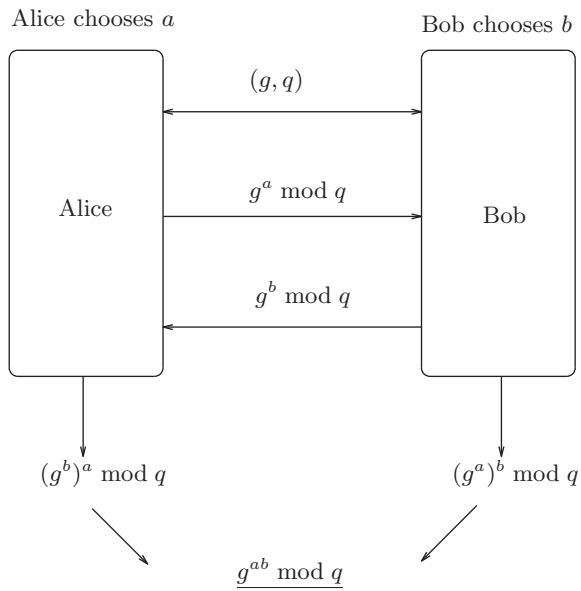 Alice chooses a
Bob chooses b
(g, q)
g^a mod q
Alice
Bob
g^b mod q
(g^b)^a mod q
(g^a)^b mod q
g^{ab} mod q